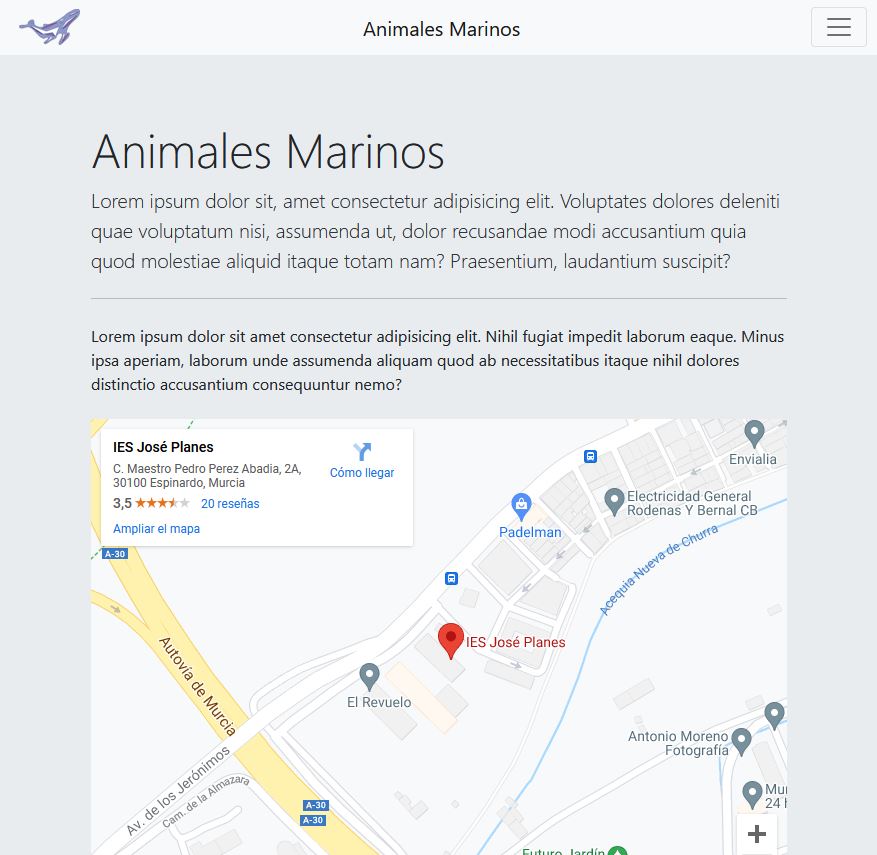 Animales Marinos
Animales Marinos
Lorem ipsum dolor sit, amet consectetur adipisicing elit. Voluptates dolores deleniti
quae voluptatum nisi, assumenda ut, dolor recusandae modi accusantium quia
quod molestiae aliquid itaque totam nam? Praesentium, laudantium suscipit?
Lorem ipsum dolor sit amet consectetur adipisicing elit. Nihil fugiat impedit laborum eaque. Minus
ipsa aperiam, laborum unde assumenda aliquam quod ab necessitatibus itaque nihil dolores
distinctio accusantium consequuntur nemo?
IES José Planes
C. Maestro Pedro Perez Abadia, 2A,
30100 Espinardo, Murcia
3,5 20 reseñas
Ampliar el mapa
Cómo llegar
A-30
Envialia
Electricidad General
Rodenas Y Bernal CB
Padelman
Acequia Nueva de Churra
IES José Planes
El Revuelo
Autovía de Murcia
Antonio Moreno
Fotografía
Av. de los Jerónimos
Cam. de la Almazara
A-30
A-30
24 h
Futuro Jardín